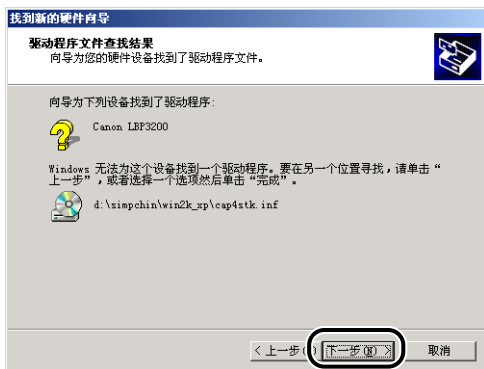 找到新的硬件向导
驱动程序文件查找结果
向导为您的硬件设备找到了驱动程序文件。
向导为下列设备找到了驱动程序:
Canon LBP3200
Windows 无法为这个设备找到一个驱动程序。要在另一个位置寻找，请单击“
上一步”，或者选择一个选项然后单击“完成”。
d:\simpchin\win2k_xp\cap4stk.inf
< 上一步( ) 下一步(N) > 取消